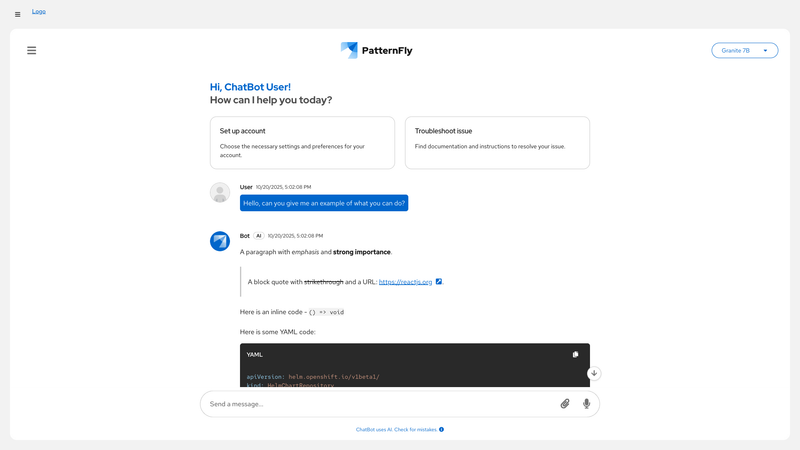 Logo
PatternFly
Granite 7B
Hi, ChatBot User!
How can I help you today?
Set up account
Choose the necessary settings and preferences for your
account.
Troubleshoot issue
Find documentation and instructions to resolve your issue.
User 10/20/2025, 5:02:08 PM
Hello, can you give me an example of what you can do?
Bot AI 10/20/2025, 5:02:08 PM
A paragraph with emphasis and strong importance.
A block quote with strikethrough and a URL: https://reactjs.org.
Here is an inline code - () => void
Here is some YAML code:
YAML
apiVersion: helm.openshift.io/v1beta1/
kind: HelmChartRepository
Send a message...
ChatBot uses AI. Check for mistakes.